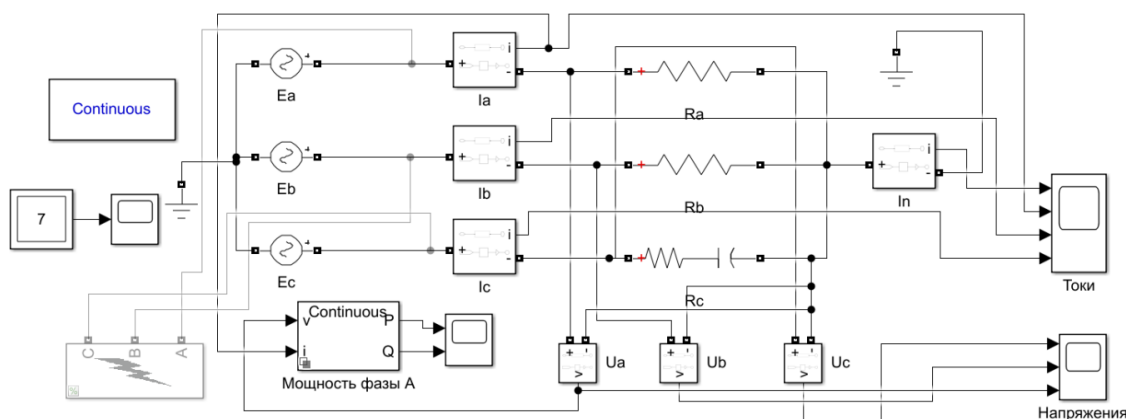 i
+
-
Ia
+
Ea
+
Ra
Continuous
i
+
-
Ib
+
Eb
+
Rb
i
+
-
In
7
i
+
-
Ic
+
Ec
+
Rc
Токи
C
B
A
Continuous
v
P
i
Q
Мощность фазы A
+
-
v
Ua
+
-
v
Ub
+
-
v
Uc
Напряжения